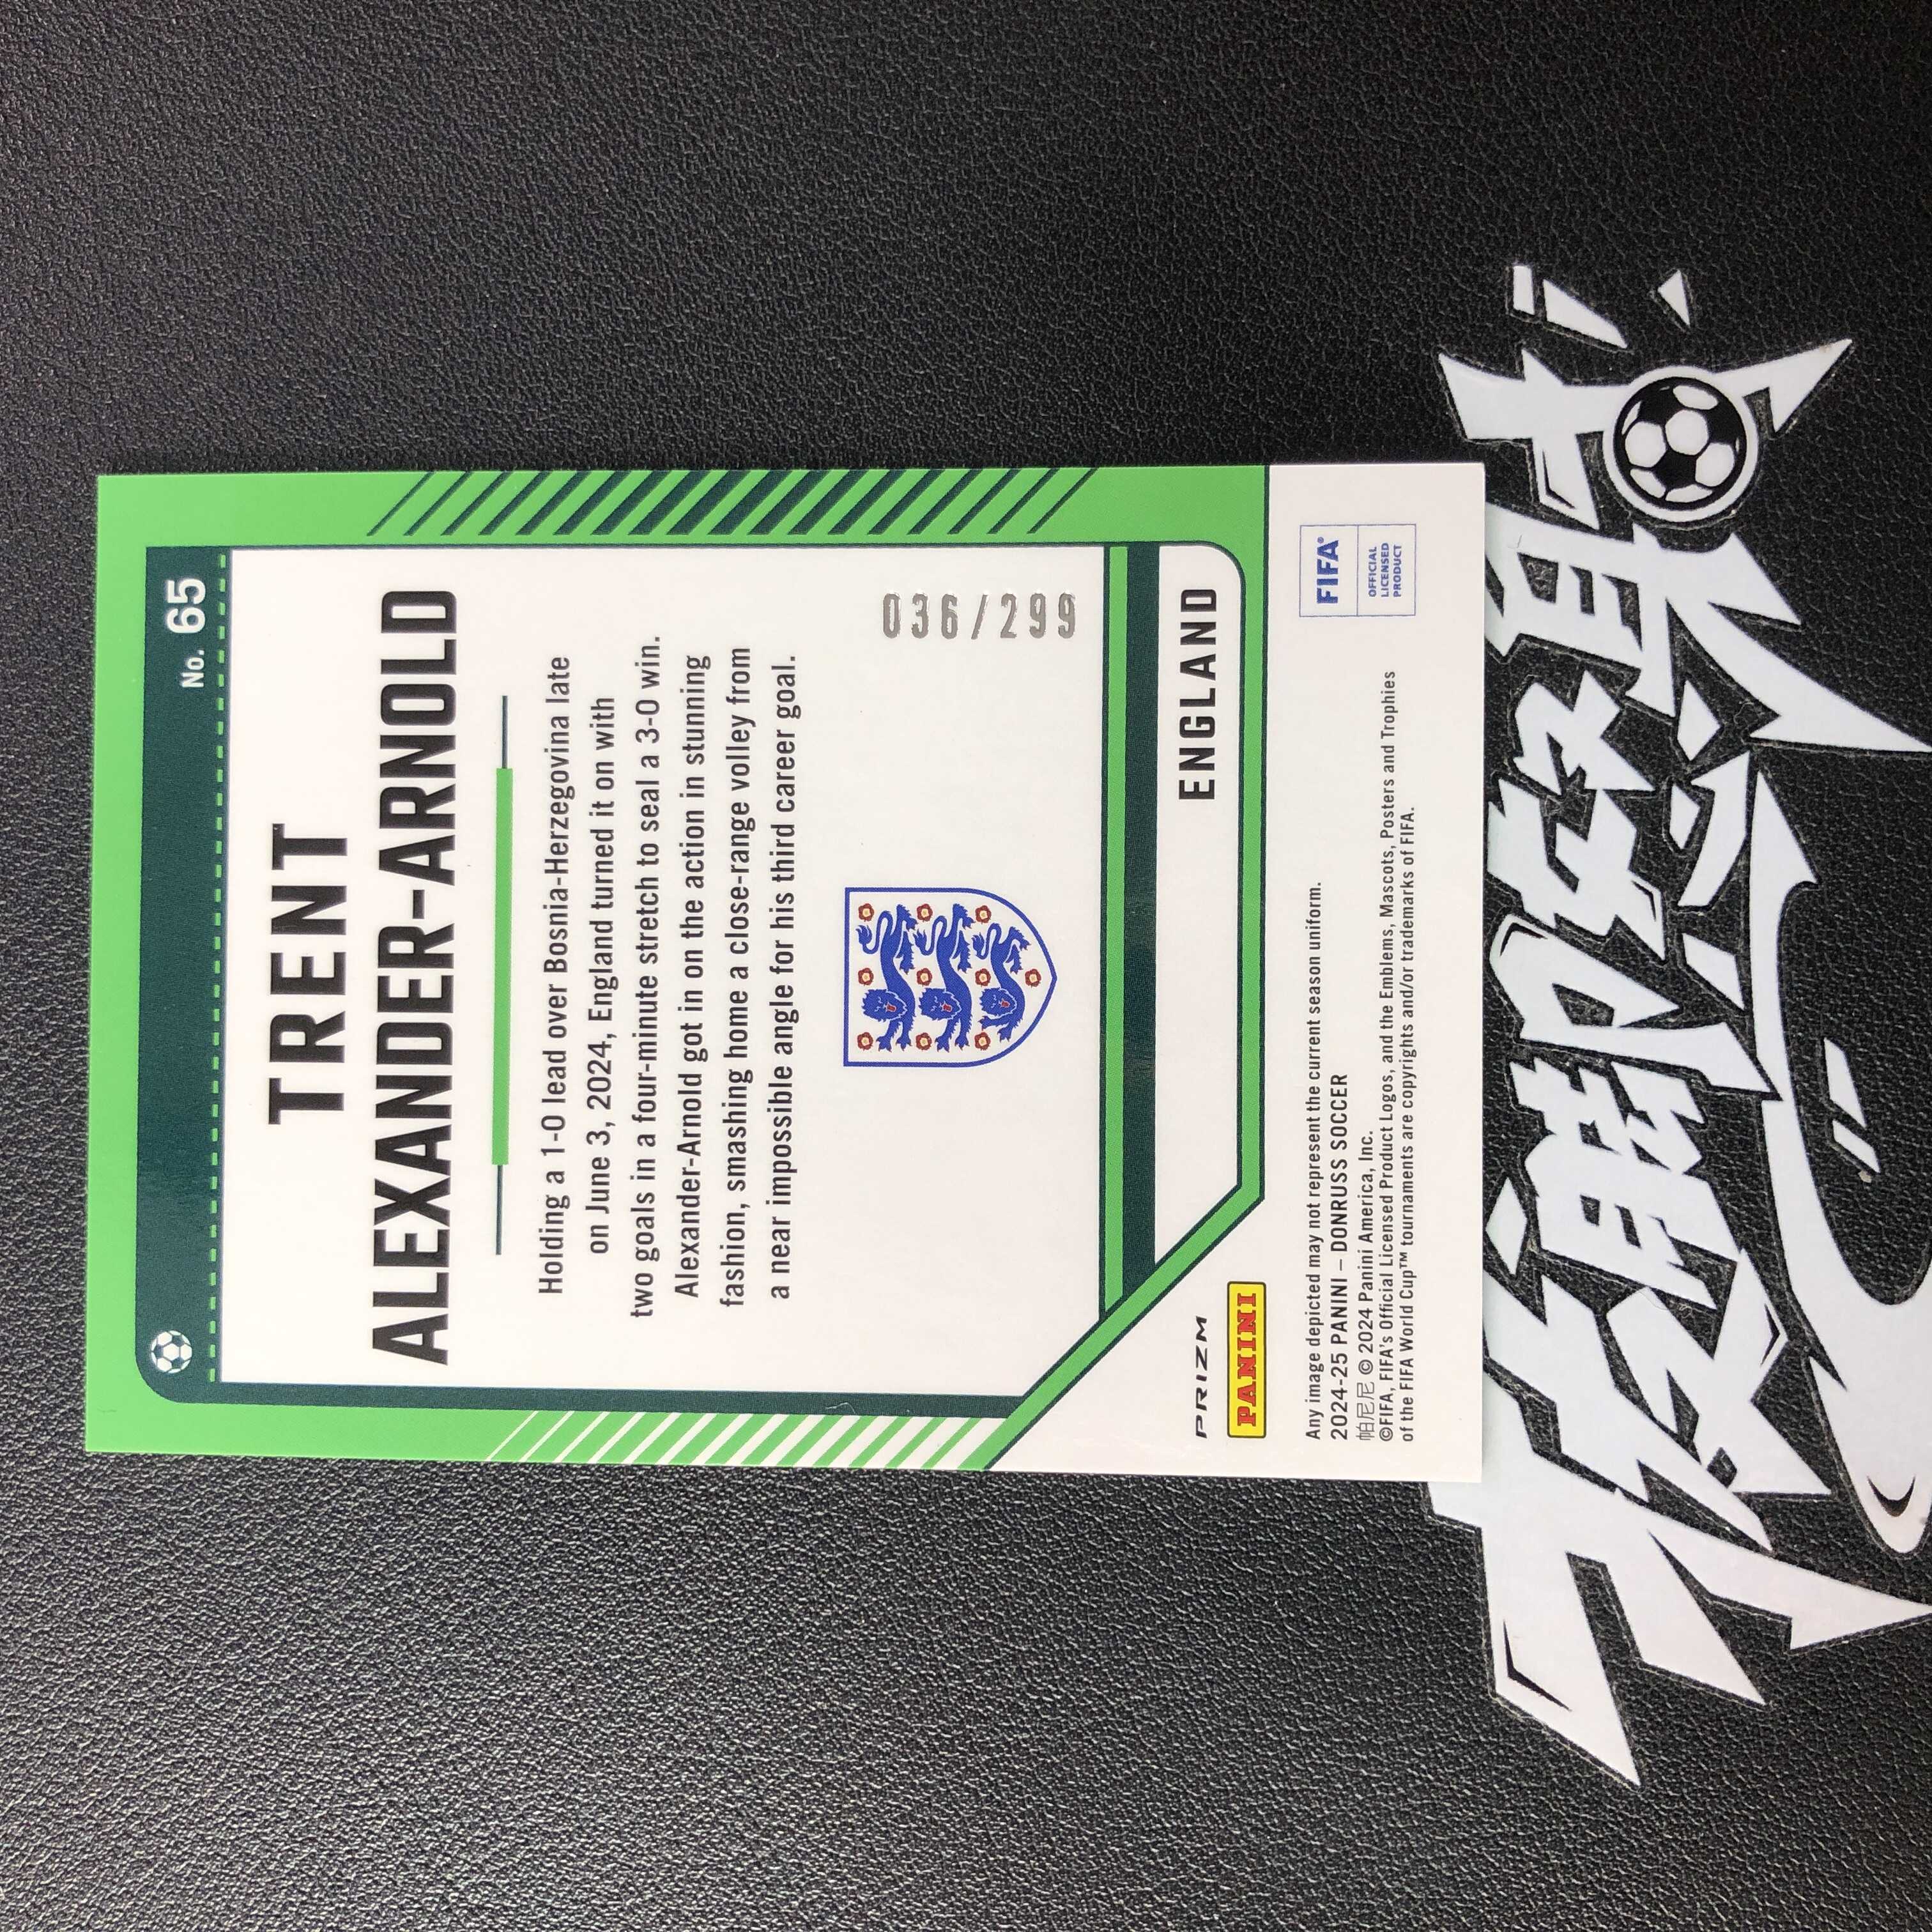 No. 65
TRENT
ALEXANDER-ARNOLD
Holding a 1-0 lead over Bosnia-Herzegovina late
on June 3, 2024, England turned it on with
two goals in a four-minute stretch to seal a 3-0 win.
Alexander-Arnold got in on the action in stunning
fashion, smashing home a close-range volley from
a near impossible angle for his third career goal.
036/299
ENGLAND
PRIZM
PANINI
Any image depicted may not represent the current season uniform.
2024-25 PANINI – DONRUSS SOCCER
帕尼尼 © 2024 Panini America, Inc.
©FIFA, FIFA's Official Licensed Product Logos, and the Emblems, Mascots, Posters and Trophies
of the FIFA World Cup™ tournaments are copyrights and/or trademarks of FIFA.
FIFA®
OFFICIAL
LICENSED
PRODUCT